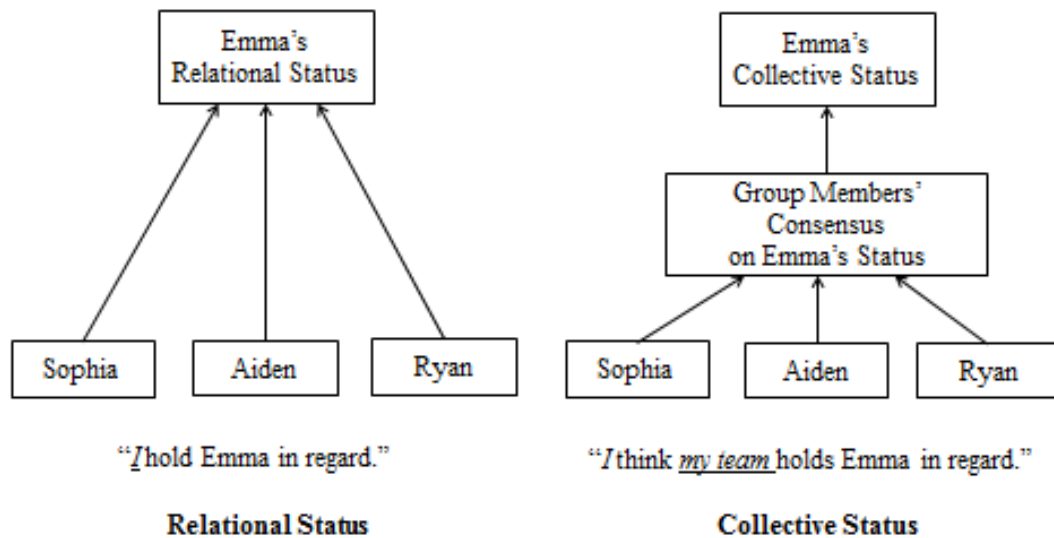 Emma's
Relational Status
Sophia
Aiden
Ryan
“I hold Emma in regard.”
Relational Status
Emma's
Collective Status
Group Members'
Consensus
on Emma's Status
Sophia
Aiden
Ryan
“I think my team holds Emma in regard.”
Collective Status